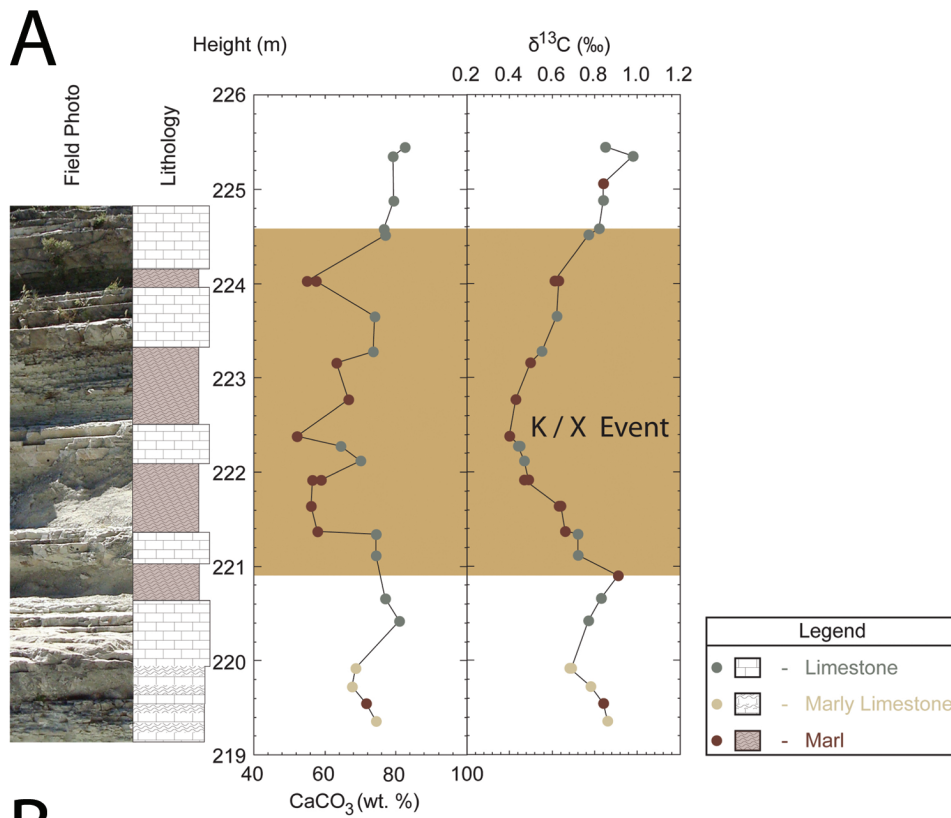 A
Height (m)
δ13C (‰)
0.2 0.4 0.6 0.8 1.0 1.2
Field Photo
Lithology
226
225
224
223
222
221
220
219
K / X Event
40 60 80 100
CaCO3 (wt. %)
Legend
- Limestone
- Marly Limestone
- Marl